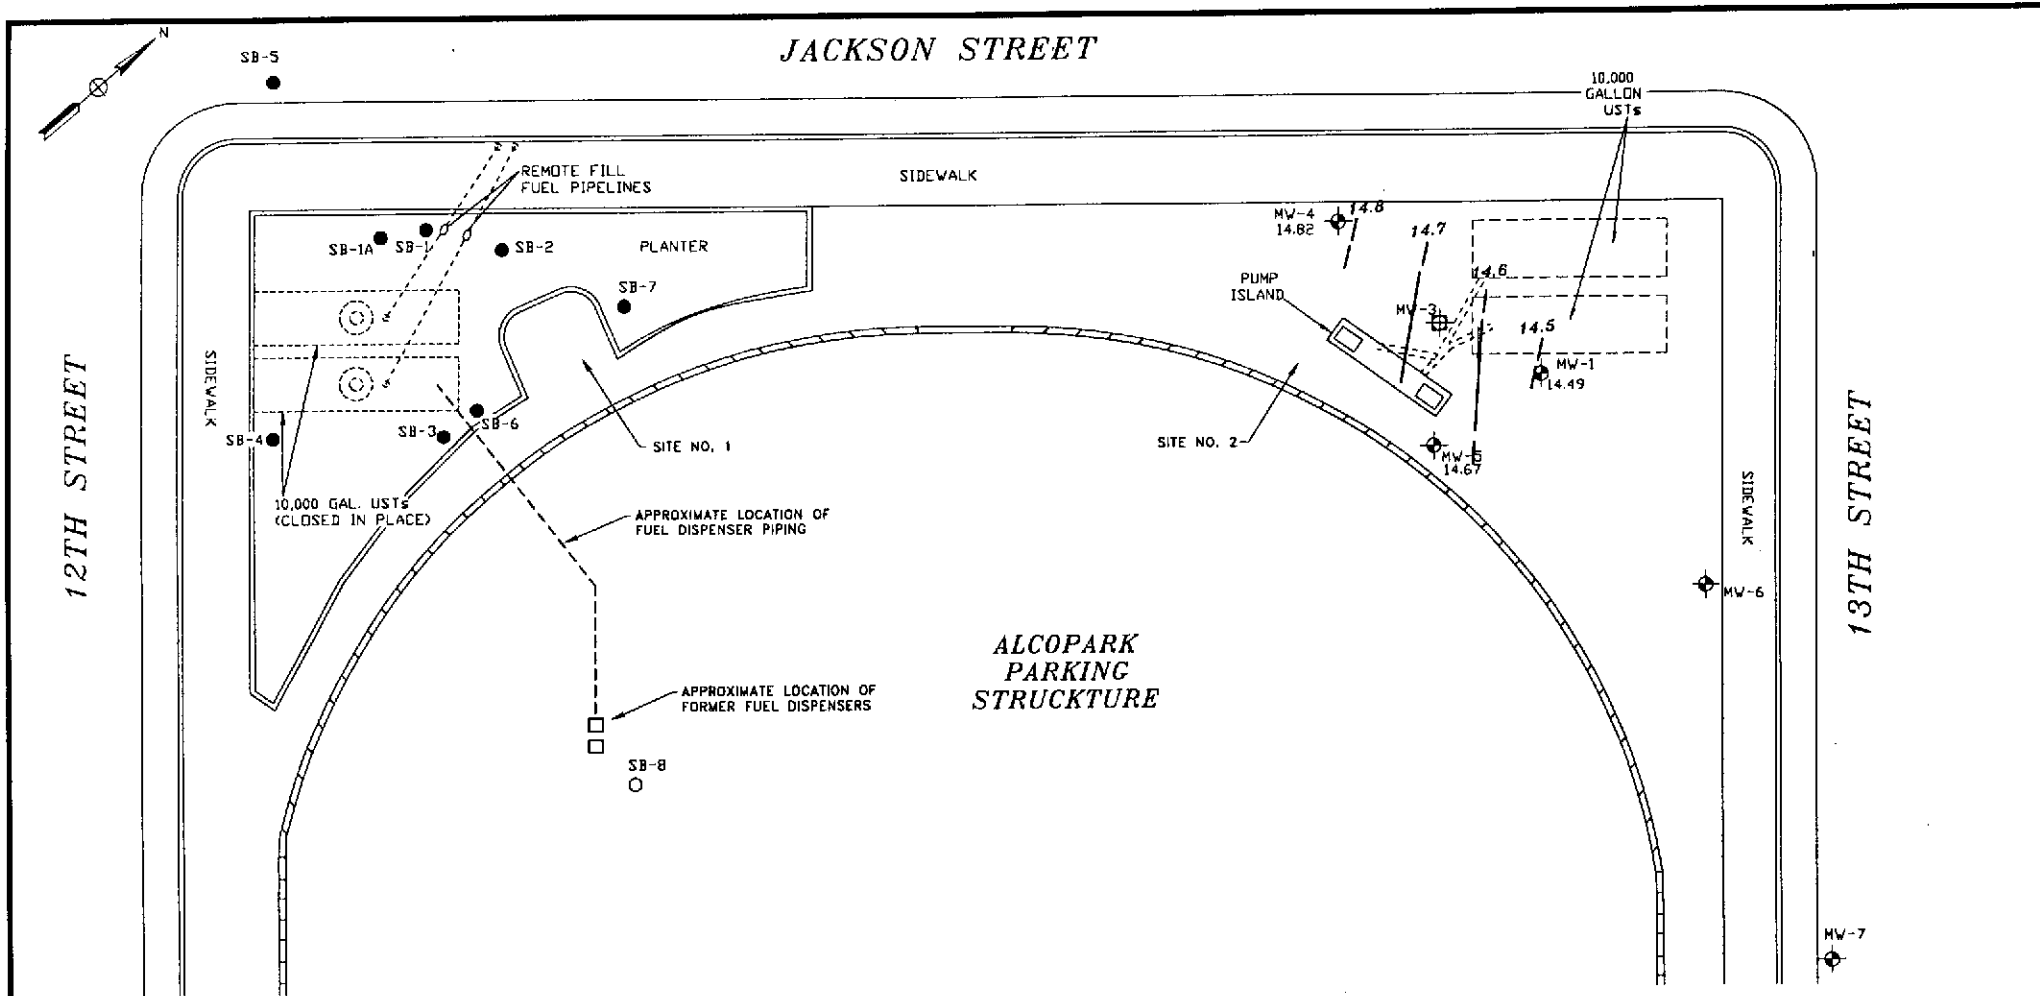 N
SB-5
JACKSON STREET
10,000
GALLON
USTs
REMOTE FILL
FUEL PIPELINES
SIDEWALK
SB-1A
SB-1
SB-2
PLANTER
SB-7
MW-4
14.82
14.8
14.7
14.6
14.5
PUMP
ISLAND
MW-3
MW-1
14.49
SIDEWALK
12TH STREET
SB-4
SB-3
SB-6
SITE NO. 1
SITE NO. 2
MW-5
14.67
10,000 GAL. USTs
(CLOSED IN PLACE)
APPROXIMATE LOCATION OF
FUEL DISPENSER PIPING
SIDEWALK
13TH STREET
MW-6
ALCOPARK
PARKING
STRUCKTURE
APPROXIMATE LOCATION OF
FORMER FUEL DISPENSERS
SB-8
MW-7